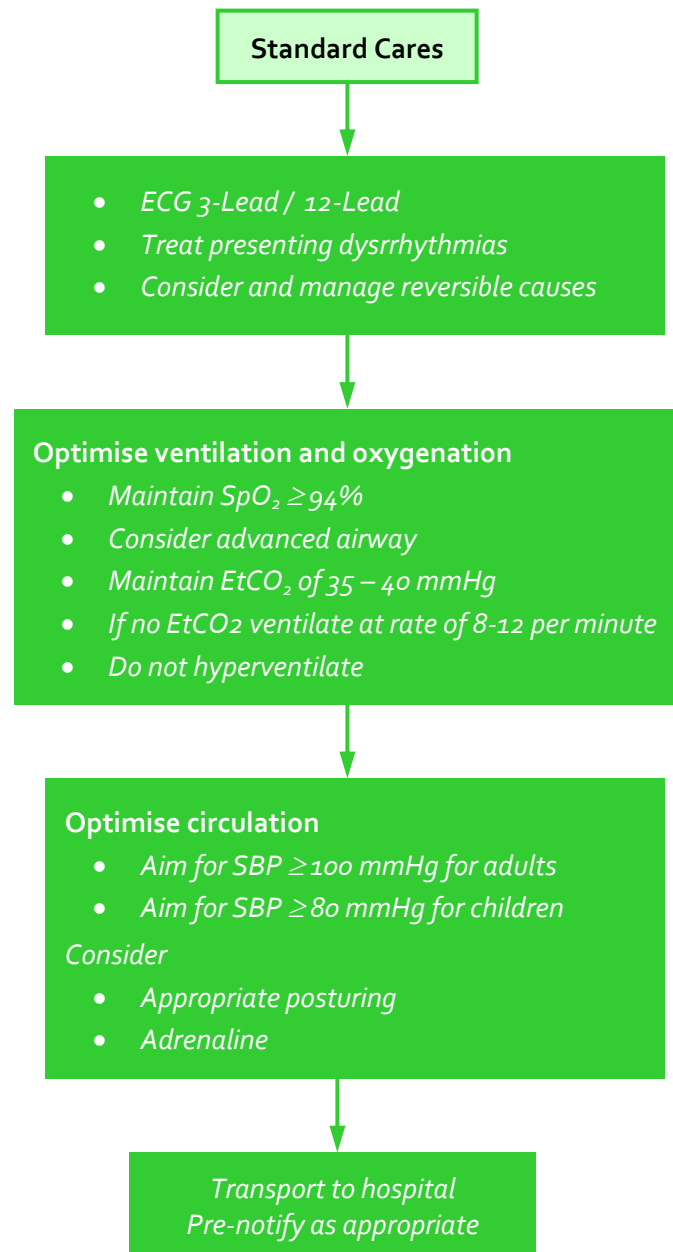 Standard Cares
• ECG 3-Lead / 12-Lead
• Treat presenting dysrrhythmias
• Consider and manage reversible causes
Optimise ventilation and oxygenation
• Maintain SpO₂ ≥ 94%
• Consider advanced airway
• Maintain EtCO₂ of 35 – 40 mmHg
• If no EtCO2 ventilate at rate of 8-12 per minute
• Do not hyperventilate
Optimise circulation
• Aim for SBP ≥ 100 mmHg for adults
• Aim for SBP ≥ 80 mmHg for children
Consider
• Appropriate posturing
• Adrenaline
Transport to hospital
Pre-notify as appropriate